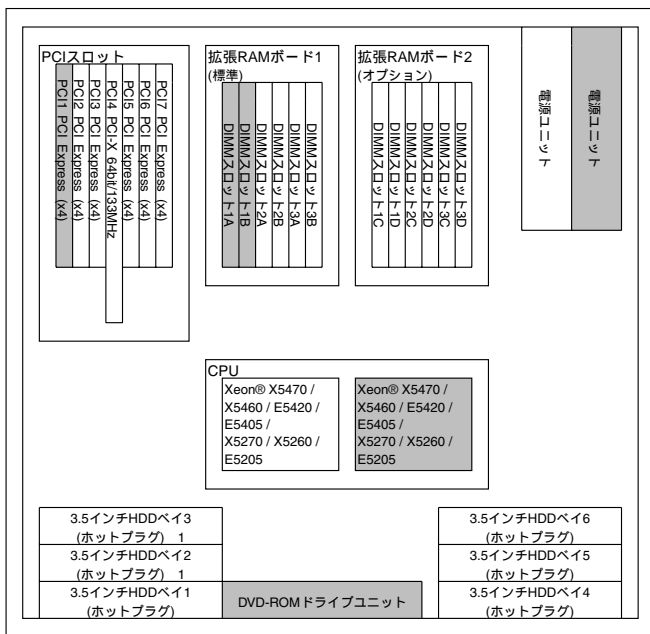 PCIスロット
PCI1 PCI Express (x4)
PCI2 PCI Express (x4)
PCI3 PCI Express (x4)
PCI4 PCI-X 64bit/133MHz
PCI5 PCI Express (x4)
PCI6 PCI Express (x4)
PCI7 PCI Express (x4)
拡張RAMボード1
(標準)
DIMMスロット1A
DIMMスロット1B
DIMMスロット2A
DIMMスロット2B
DIMMスロット3A
DIMMスロット3B
拡張RAMボード2
(オプション)
DIMMスロット1C
DIMMスロット1D
DIMMスロット2C
DIMMスロット2D
DIMMスロット3C
DIMMスロット3D
電源ユニット
電源ユニット
CPU
Xeon® X5470 /
X5460 / E5420 /
E5405 /
X5270 / X5260 /
E5205
Xeon® X5470 /
X5460 / E5420 /
E5405 /
X5270 / X5260 /
E5205
3.5インチHDDベイ3
(ホットプラグ) 1
3.5インチHDDベイ2
(ホットプラグ) 1
3.5インチHDDベイ1
(ホットプラグ)
DVD-ROMドライブユニット
3.5インチHDDベイ6
(ホットプラグ)
3.5インチHDDベイ5
(ホットプラグ)
3.5インチHDDベイ4
(ホットプラグ)